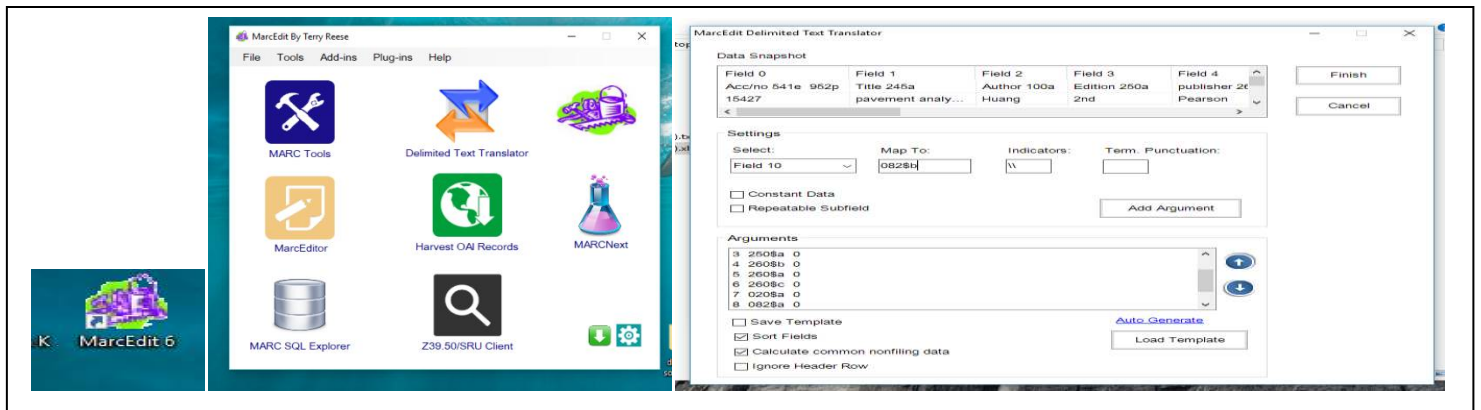 K
MarcEdit 6
MarcEdit By Terry Reese
File Tools Add-ins Plug-ins Help
MARC Tools
Delimited Text Translator
MarcEditor
Harvest OAI Records
MARCNext
MARC SQL Explorer
Z39.50/SRU Client
MarcEdit Delimited Text Translator
Data Snapshot
Field 0 Field 1 Field 2 Field 3 Field 4
Acc/no 541e 952p Title 245a Author 100a Edition 250a publisher 26
15427 pavement analy... Huang 2nd Pearson
Finish
Cancel
Settings
Select: Map To: Indicators: Term. Punctuation:
Field 10 082$b \\
Constant Data
Repeatable Subfield
Add Argument
Arguments
3 250$a 0
4 260$b 0
5 260$a 0
6 260$c 0
7 020$a 0
8 082$a 0
Save Template
Auto Generate
Sort Fields
Load Template
Calculate common nonfiling data
Ignore Header Row